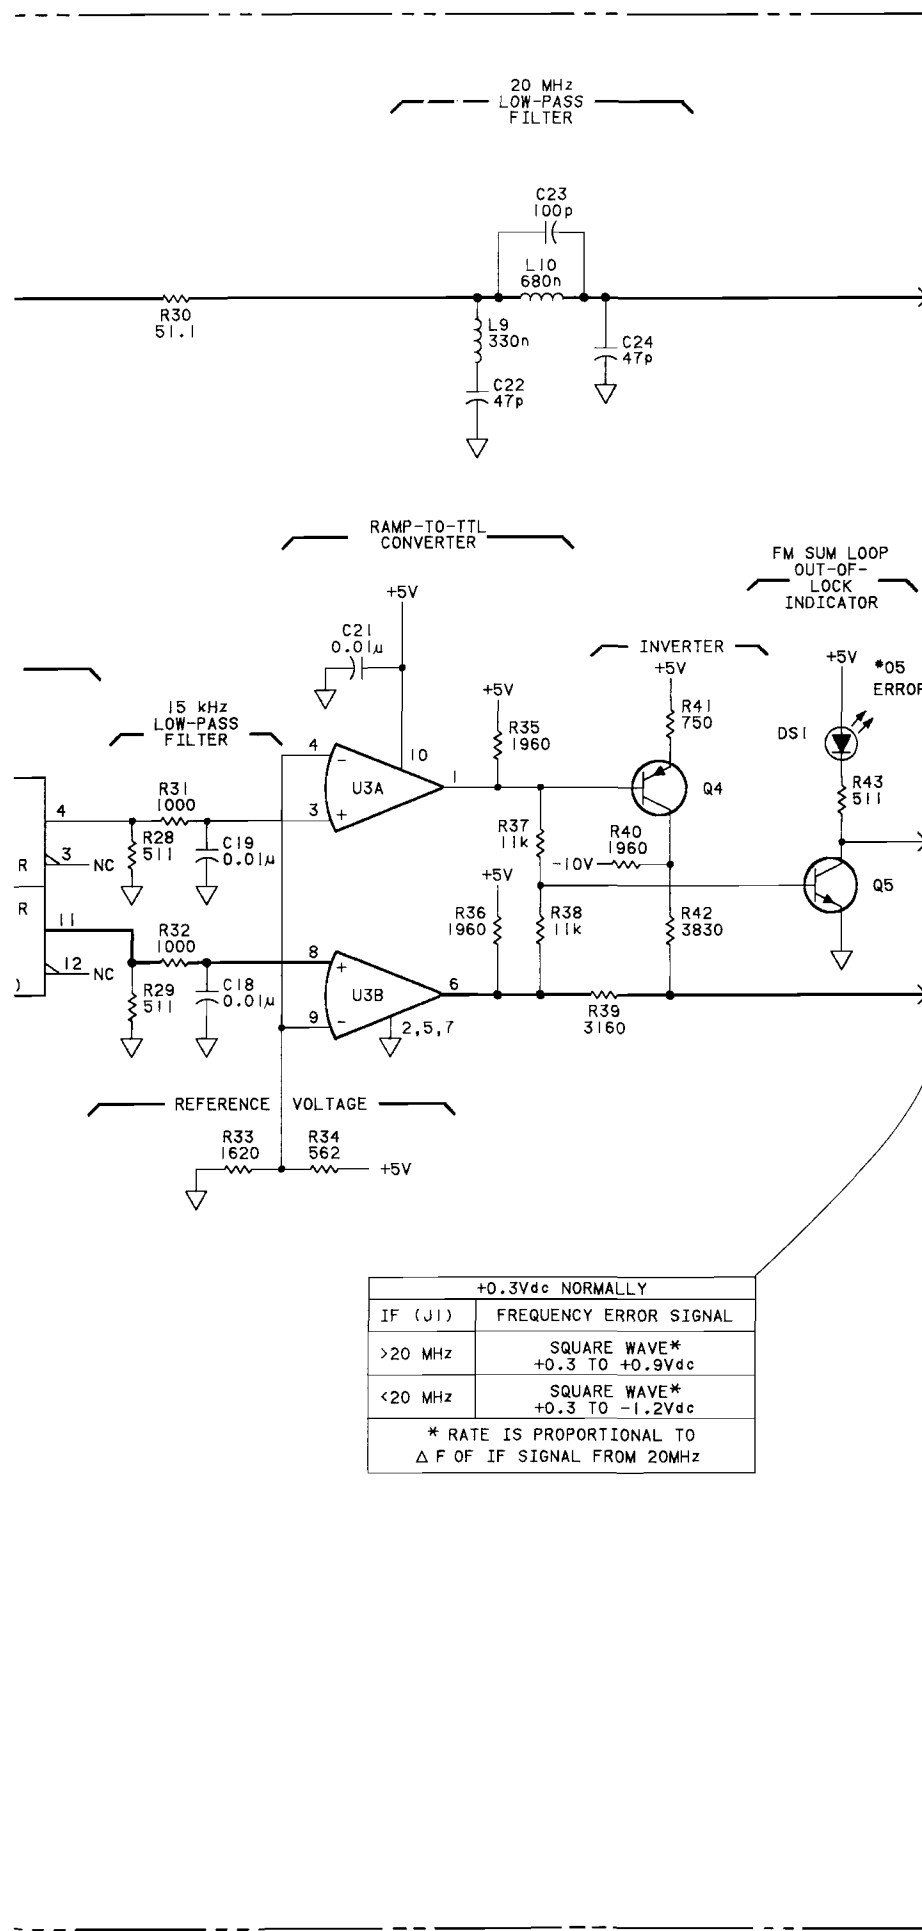 20 MHz
LOW-PASS
FILTER
C23
100p
L10
680n
R30
51.1
L9
330n
C24
47p
C22
47p
RAMP-TO-TTL
CONVERTER
FM SUM LOOP
OUT-OF-
LOCK
INDICATOR
+5V
C21
0.01µ
INVERTER
+5V
+5V
*05
ERROR
+5V
15 kHz
LOW-PASS
FILTER
R35
1960
R41
750
DS1
4
10
U3A
1
Q4
R43
511
4
R31
1000
3
R28
511
C19
0.01µ
R37
11k
R40
1960
R
3
NC
-10V
+5V
Q5
R
11
R32
1000
R36
1960
R38
11k
R42
3830
8
12
NC
)
R29
511
C18
0.01µ
U3B
6
9
2,5,7
R39
3160
REFERENCE VOLTAGE
R33
1620
R34
562
+5V
+0.3Vdc NORMALLY
IF (J1) FREQUENCY ERROR SIGNAL
>20 MHz SQUARE WAVE*
+0.3 TO +0.9Vdc
<20 MHz SQUARE WAVE*
+0.3 TO -1.2Vdc
* RATE IS PROPORTIONAL TO
△ F OF IF SIGNAL FROM 20MHz